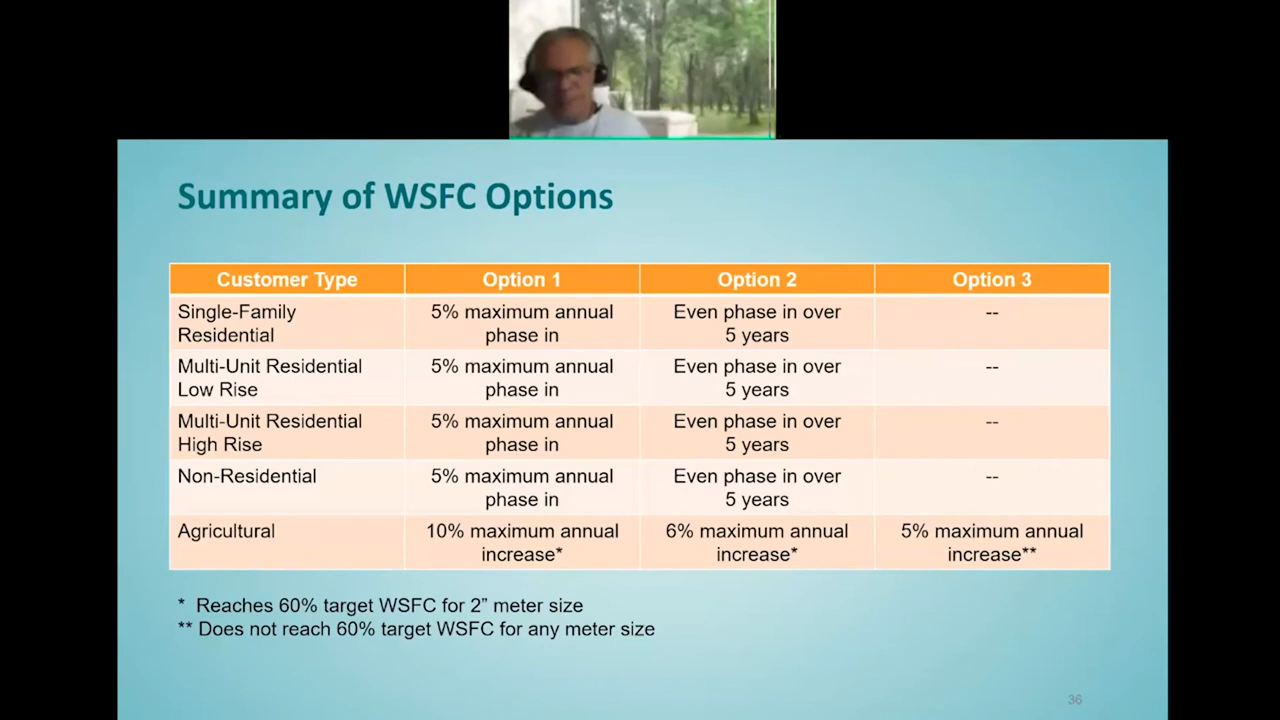 Summary of WSFC Options
Customer Type Option 1 Option 2 Option 3
Single-Family 5% maximum annual Even phase in over --
Residential phase in 5 years
Multi-Unit Residential 5% maximum annual Even phase in over --
Low Rise phase in 5 years
Multi-Unit Residential 5% maximum annual Even phase in over --
High Rise phase in 5 years
Non-Residential 5% maximum annual Even phase in over --
phase in 5 years
Agricultural 10% maximum annual 6% maximum annual 5% maximum annual
increase* increase* increase**
* Reaches 60% target WSFC for 2” meter size
** Does not reach 60% target WSFC for any meter size
36